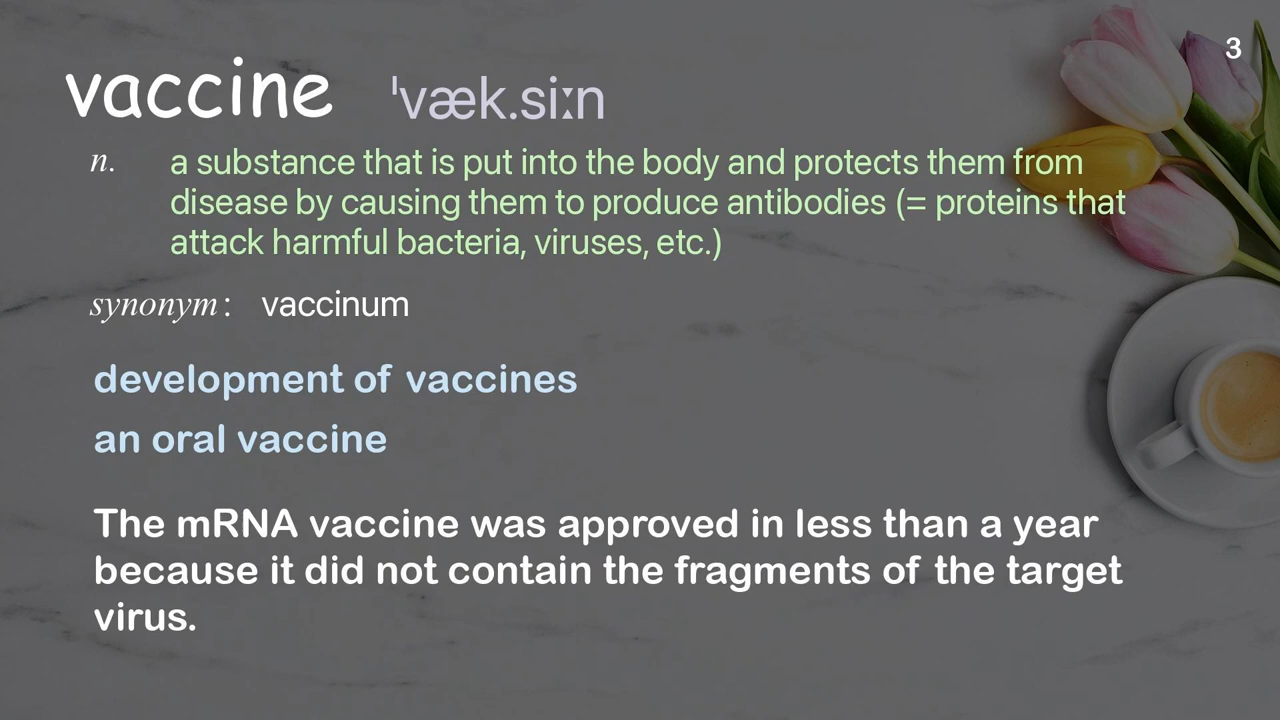 3
vaccine ˈvæk.siːn
n. a substance that is put into the body and protects them from
disease by causing them to produce antibodies (= proteins that
attack harmful bacteria, viruses, etc.)
synonym: vaccinum
development of vaccines
an oral vaccine
The mRNA vaccine was approved in less than a year
because it did not contain the fragments of the target
virus.